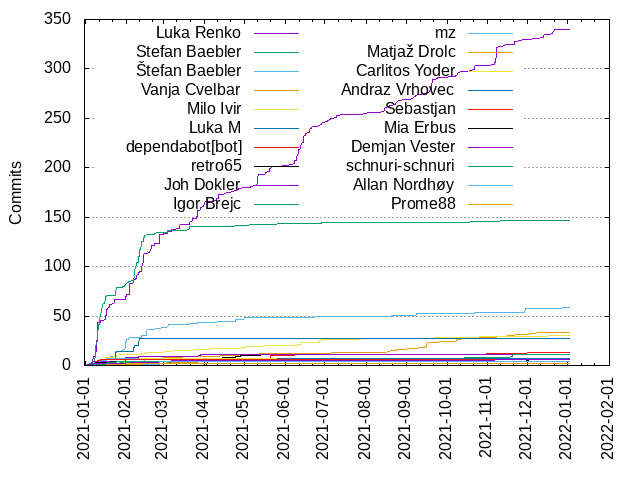 350
300
250
200
150
100
50
0
Commits
Luka Renko
Stefan Baebler
Štefan Baebler
Vanja Cvelbar
Milo Ivir
Luka M
dependabot[bot]
retro65
Joh Dokler
Igor Brejc
mz
Matjaž Drolc
Carlitos Yoder
Andraz Vrhovec
Sebastjan
Mia Erbus
Demjan Vester
schnuri-schnuri
Allan Nordhøy
Prome88
2021-01-01
2021-02-01
2021-03-01
2021-04-01
2021-05-01
2021-06-01
2021-07-01
2021-08-01
2021-09-01
2021-10-01
2021-11-01
2021-12-01
2022-01-01
2022-02-01